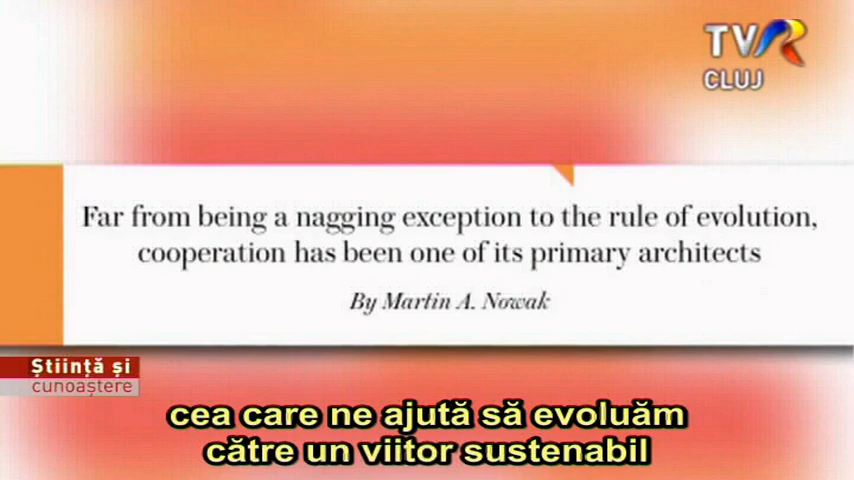 TVR
CLUJ
Far from being a nagging exception to the rule of evolution,
cooperation has been one of its primary architects
By Martin A. Nowak
Știință și
cunoaștere
cea care ne ajută să evoluăm
către un viitor sustenabil